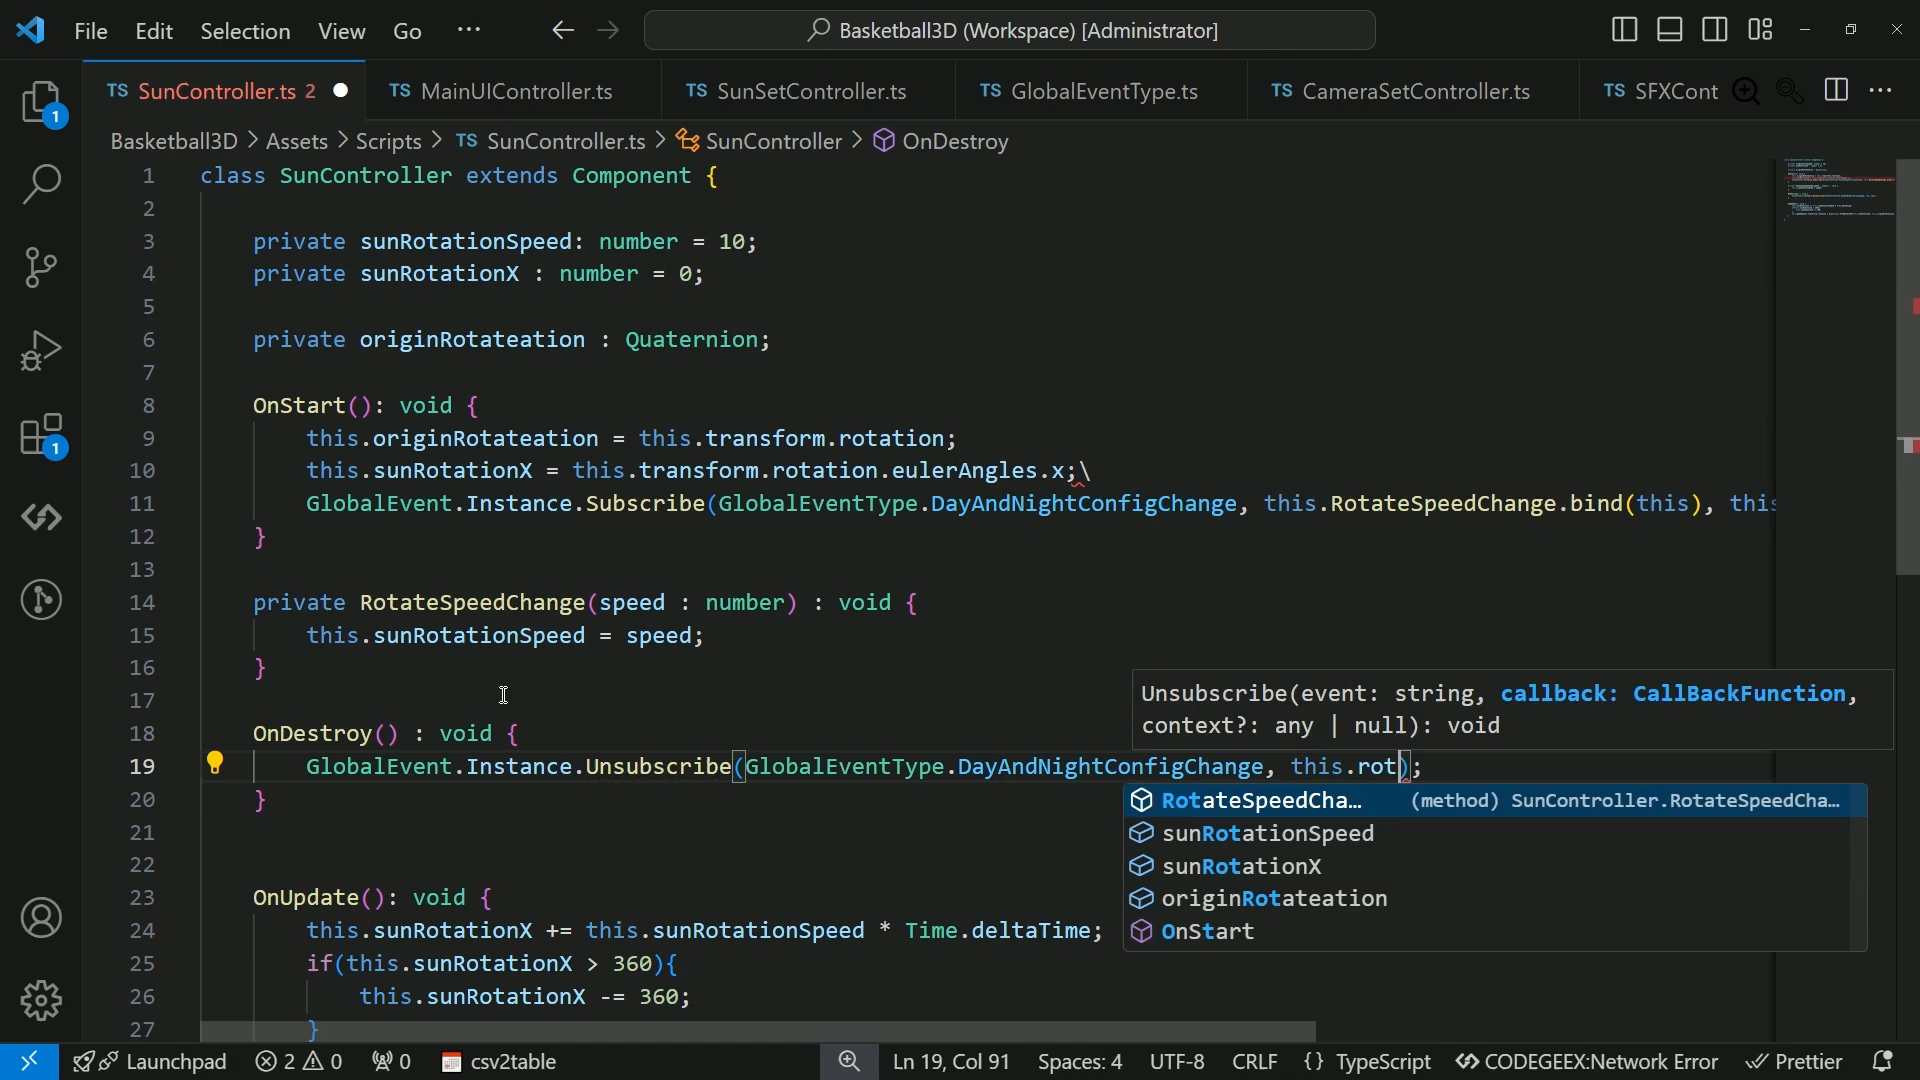 File Edit Selection View Go ··· Basketball3D (Workspace) [Administrator]
TS SunController.ts 2 TS MainUIController.ts TS SunSetController.ts TS GlobalEventType.ts TS CameraSetController.ts TS SFXCont
Basketball3D > Assets > Scripts > TS SunController.ts > SunController > OnDestroy
1 class SunController extends Component {
2
3 private sunRotationSpeed: number = 10;
4 private sunRotationX : number = 0;
5
6 private originRotateation : Quaternion;
7
8 OnStart(): void {
9 this.originRotateation = this.transform.rotation;
10 this.sunRotationX = this.transform.rotation.eulerAngles.x;\
11 GlobalEvent.Instance.Subscribe(GlobalEventType.DayAndNightConfigChange, this.RotateSpeedChange.bind(this), this
12 }
13
14 private RotateSpeedChange(speed : number) : void {
15 this.sunRotationSpeed = speed;
16 }
17
Unsubscribe(event: string, callback: CallBackFunction,
context?: any | null): void
18 OnDestroy() : void {
19 GlobalEvent.Instance.Unsubscribe(GlobalEventType.DayAndNightConfigChange, this.rot);
20 }
RotateSpeedCha… (method) SunController.RotateSpeedCha…
sunRotationSpeed
sunRotationX
originRotateation
OnStart
21
22
23 OnUpdate(): void {
24 this.sunRotationX += this.sunRotationSpeed * Time.deltaTime;
25 if(this.sunRotationX > 360){
26 this.sunRotationX -= 360;
27 }
1
1
Launchpad 2 0 0 csv2table Ln 19, Col 91 Spaces: 4 UTF-8 CRLF {} TypeScript CODEGEEX:Network Error Prettier